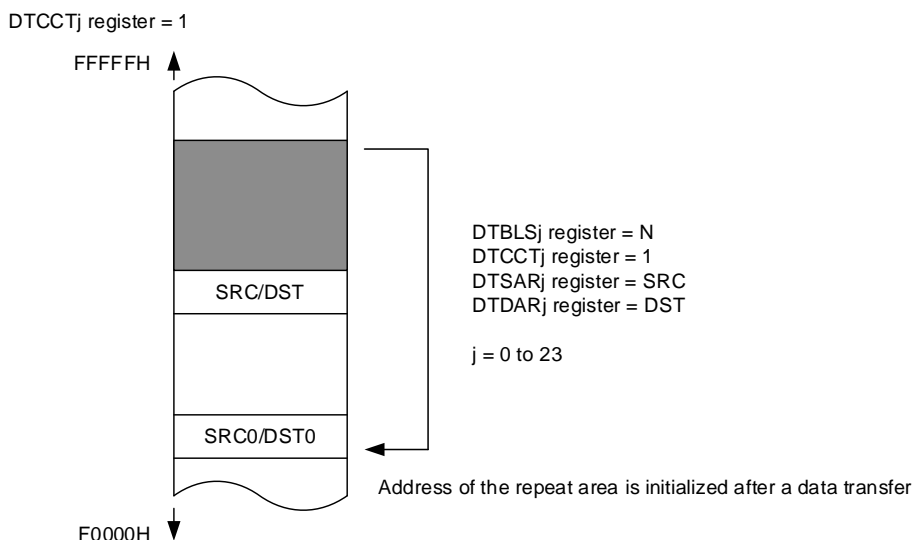 DTCCTj register = 1
FFFFFH
DTBLSj register = N
DTCCTj register = 1
DTSARj register = SRC
DTDARj register = DST
SRC/DST
j = 0 to 23
SRC0/DST0
Address of the repeat area is initialized after a data transfer
F0000H